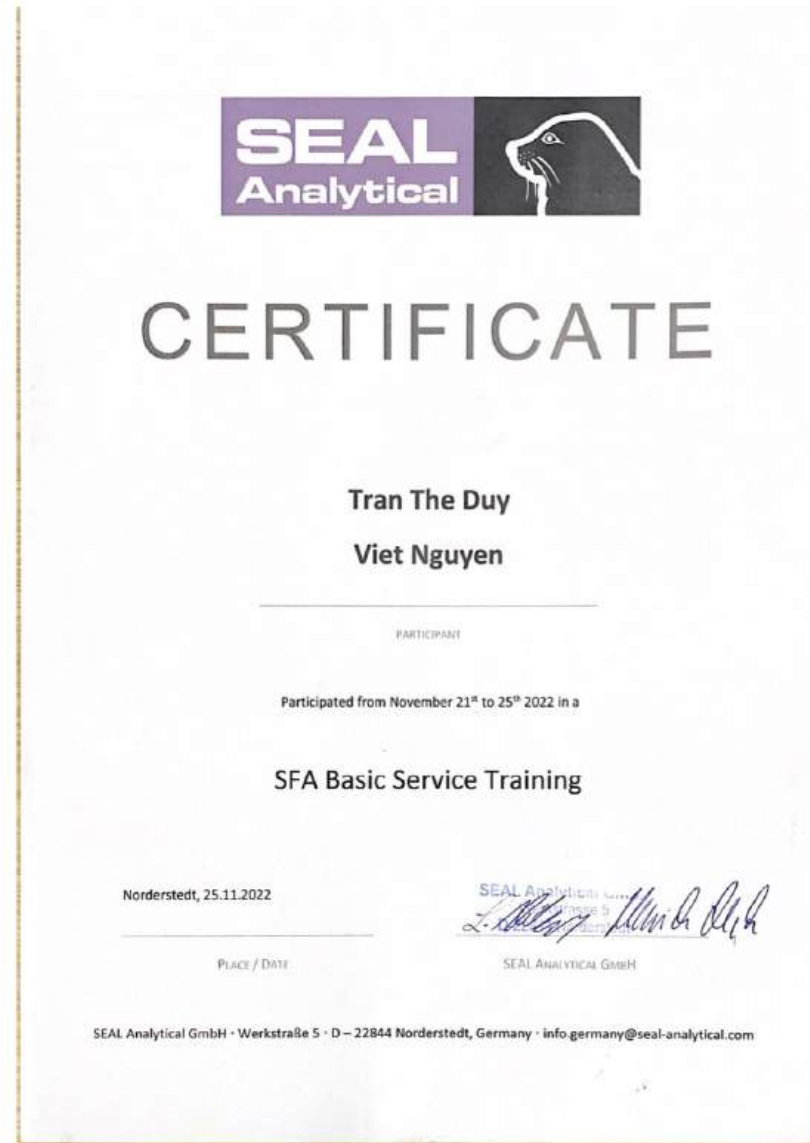 SEAL
Analytical
CERTIFICATE
Tran The Duy
Viet Nguyen
PARTICIPANT
Participated from November 21st to 25th 2022 in a
SFA Basic Service Training
Norderstedt, 25.11.2022
SEAL Analytical
PLACE / DATE
SEAL ANALYTICAL GMBH
SEAL Analytical GmbH · Werkstraße 5 · D – 22844 Norderstedt, Germany · info.germany@seal-analytical.com